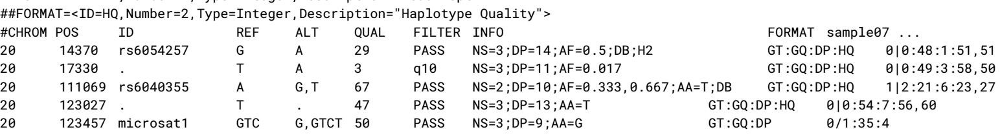 ##FORMAT=<ID=HQ,Number=2,Type=Integer,Description="Haplotype Quality">
#CHROM POS ID REF ALT QUAL FILTER INFO FORMAT sample07 ...
20 14370 rs6054257 G A 29 PASS NS=3;DP=14;AF=0.5;DB;H2 GT:GQ:DP:HQ 0|0:48:1:51,51
20 17330 . T A 3 q10 NS=3;DP=11;AF=0.017 GT:GQ:DP:HQ 0|0:49:3:58,50
20 111069 rs6040355 A G,T 67 PASS NS=2;DP=10;AF=0.333,0.667;AA=T;DB GT:GQ:DP:HQ 1|2:21:6:23,27
20 123027 . T . 47 PASS NS=3;DP=13;AA=T GT:GQ:DP:HQ 0|0:54:7:56,60
20 123457 microsat1 GTC G,GTCT 50 PASS NS=3;DP=9;AA=G GT:GQ:DP 0/1:35:4